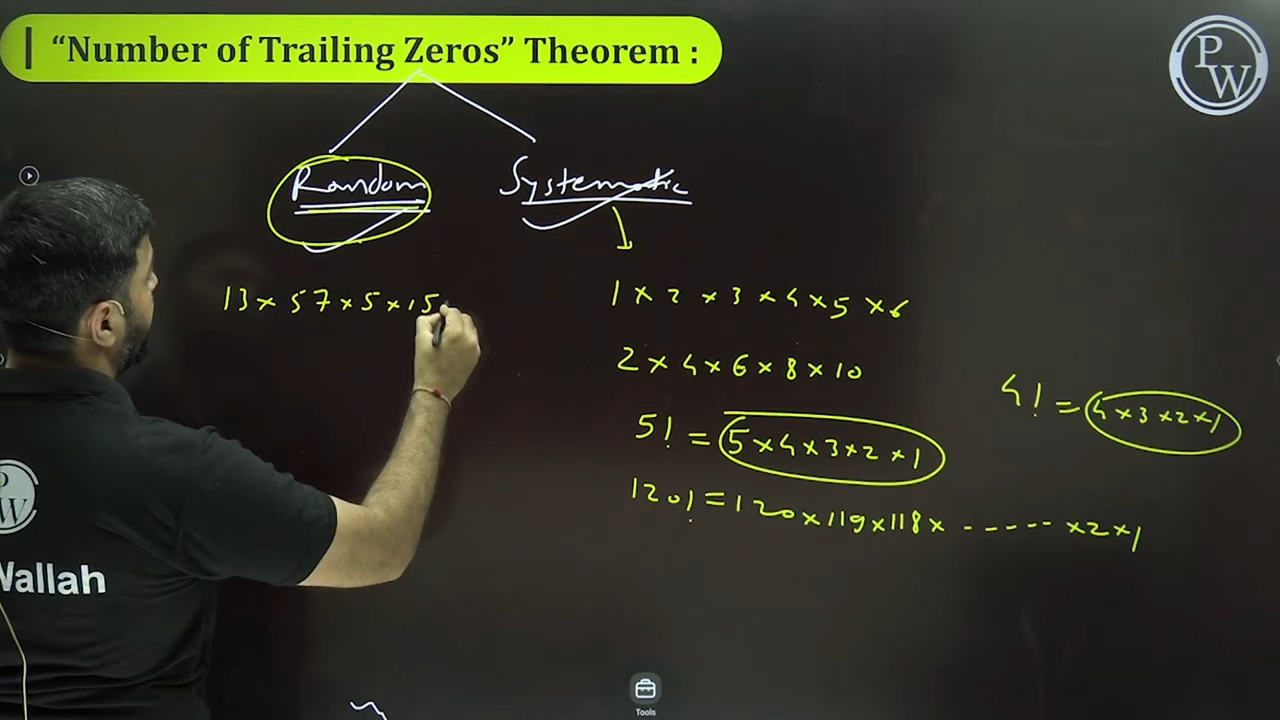 “Number of Trailing Zeros” Theorem :
PW
Random
Systematic
13 × 57 × 5 × 15
1 × 2 × 3 × 4 × 5 × 6
2 × 4 × 6 × 8 × 10
4! = 4 × 3 × 2 × 1
5! = 5 × 4 × 3 × 2 × 1
120! = 120 × 119 × 118 × ------ × 2 × 1
PW
Wallah
Tools